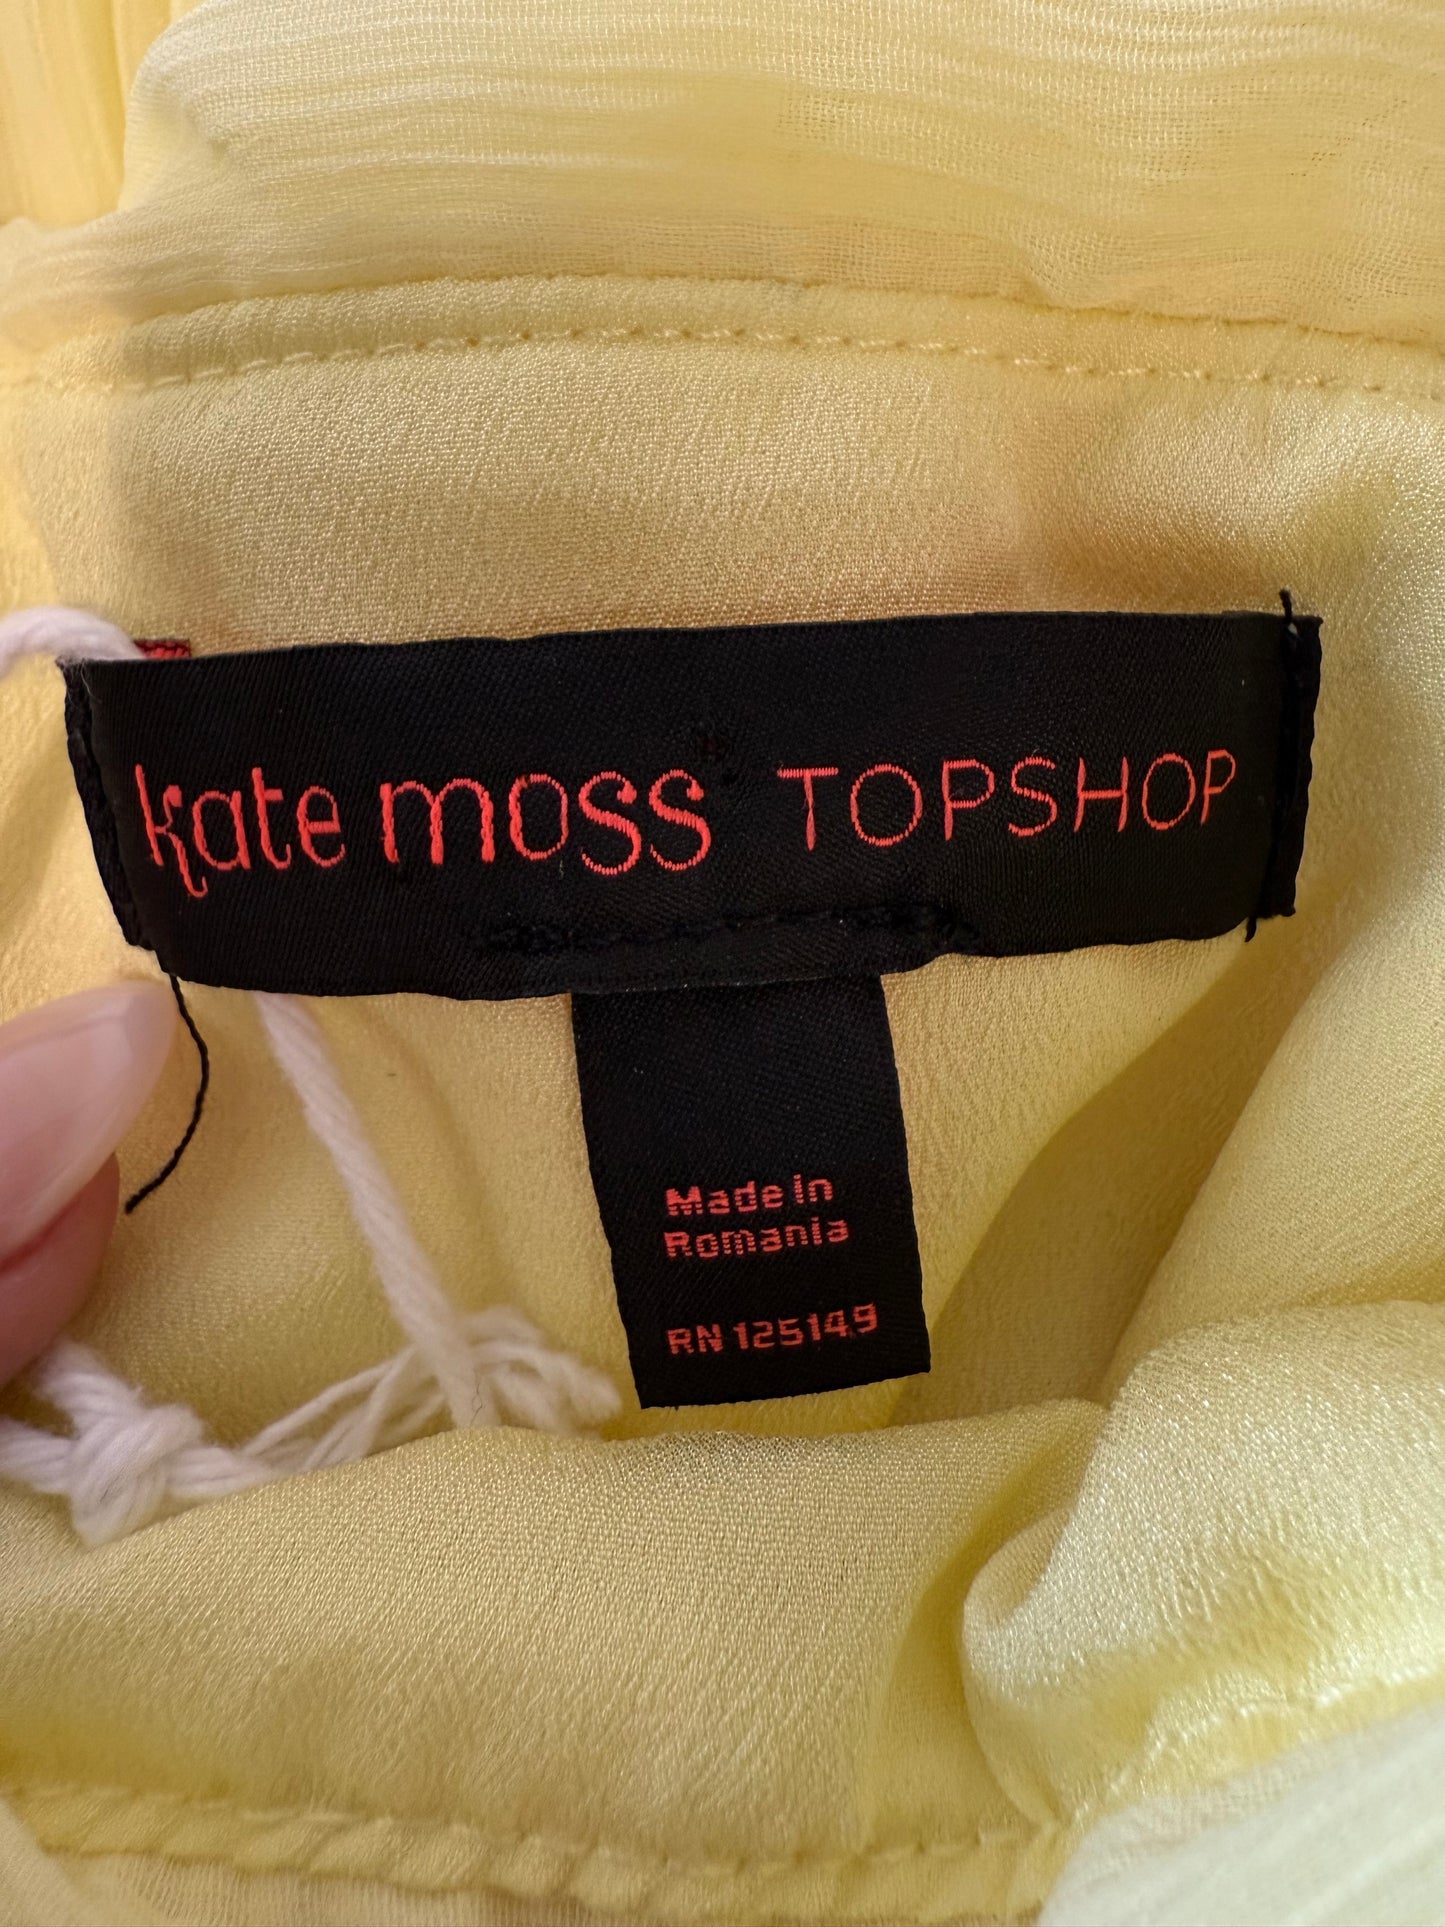 kate moss TOPSHOP
Made in
Romania
RN 125149